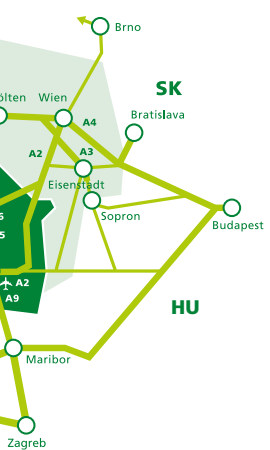 Brno
SK
ölten
Wien
A4
Bratislava
A2
A3
Eisenstadt
Sopron
Budapest
A2
A9
HU
Maribor
Zagreb